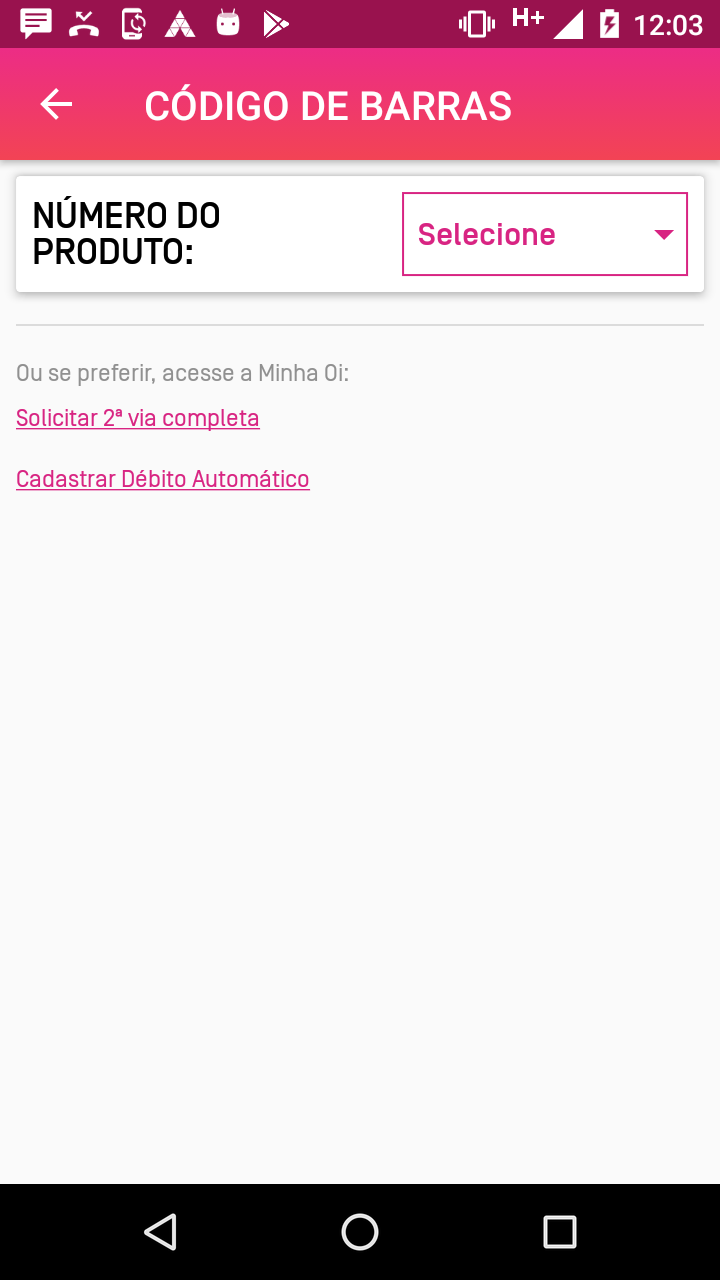 H+ 12:03
CÓDIGO DE BARRAS
NÚMERO DO
PRODUTO:
Selecione
Ou se preferir, acesse a Minha Oi:
Solicitar 2ª via completa
Cadastrar Débito Automático